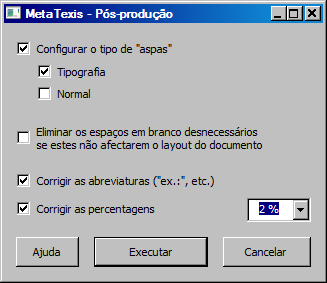 MetaTexis - Pós-produção
Configurar o tipo de "aspas"
Tipografia
Normal
Eliminar os espaços em branco desnecessários
se estes não afectarem o layout do documento
Corrigir as abreviaturas ("ex.:", etc.)
Corrigir as percentagens
2 %
Ajuda
Executar
Cancelar